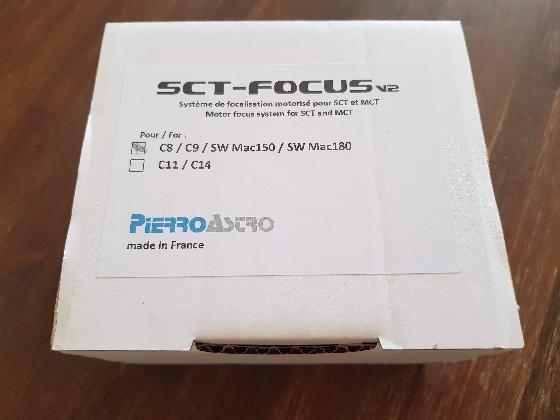 SCT-FOCUS V2
Système de focalisation motorisé pour SCT et MCT
Motor focus system for SCT and MCT
Pour / For :
C8 / C9 / SW Mac150 / SW Mac180
C11 / C14
PIERROASTRO
made in France